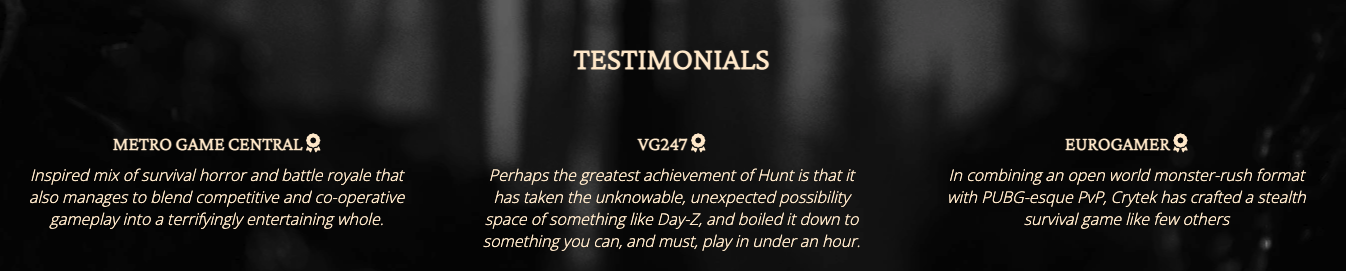 TESTIMONIALS
METRO GAME CENTRAL
Inspired mix of survival horror and battle royale that
also manages to blend competitive and co-operative
gameplay into a terrifyingly entertaining whole.
VG247
Perhaps the greatest achievement of Hunt is that it
has taken the unknowable, unexpected possibility
space of something like Day-Z, and boiled it down to
something you can, and must, play in under an hour.
EUROGAMER
In combining an open world monster-rush format
with PUBG-esque PvP, Crytek has crafted a stealth
survival game like few others